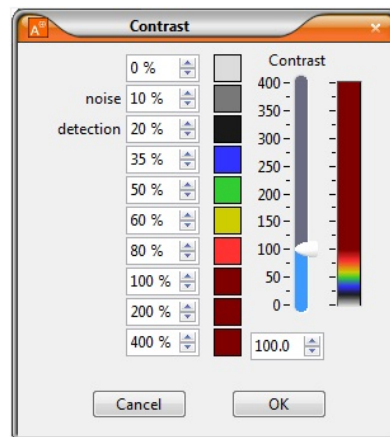 A
Contrast
0 %
Contrast
noise 10 %
400
detection 20 %
350
35 %
300
50 %
250
60 %
200
80 %
150
100 %
100
200 %
50
400 %
0
100.0
Cancel
OK